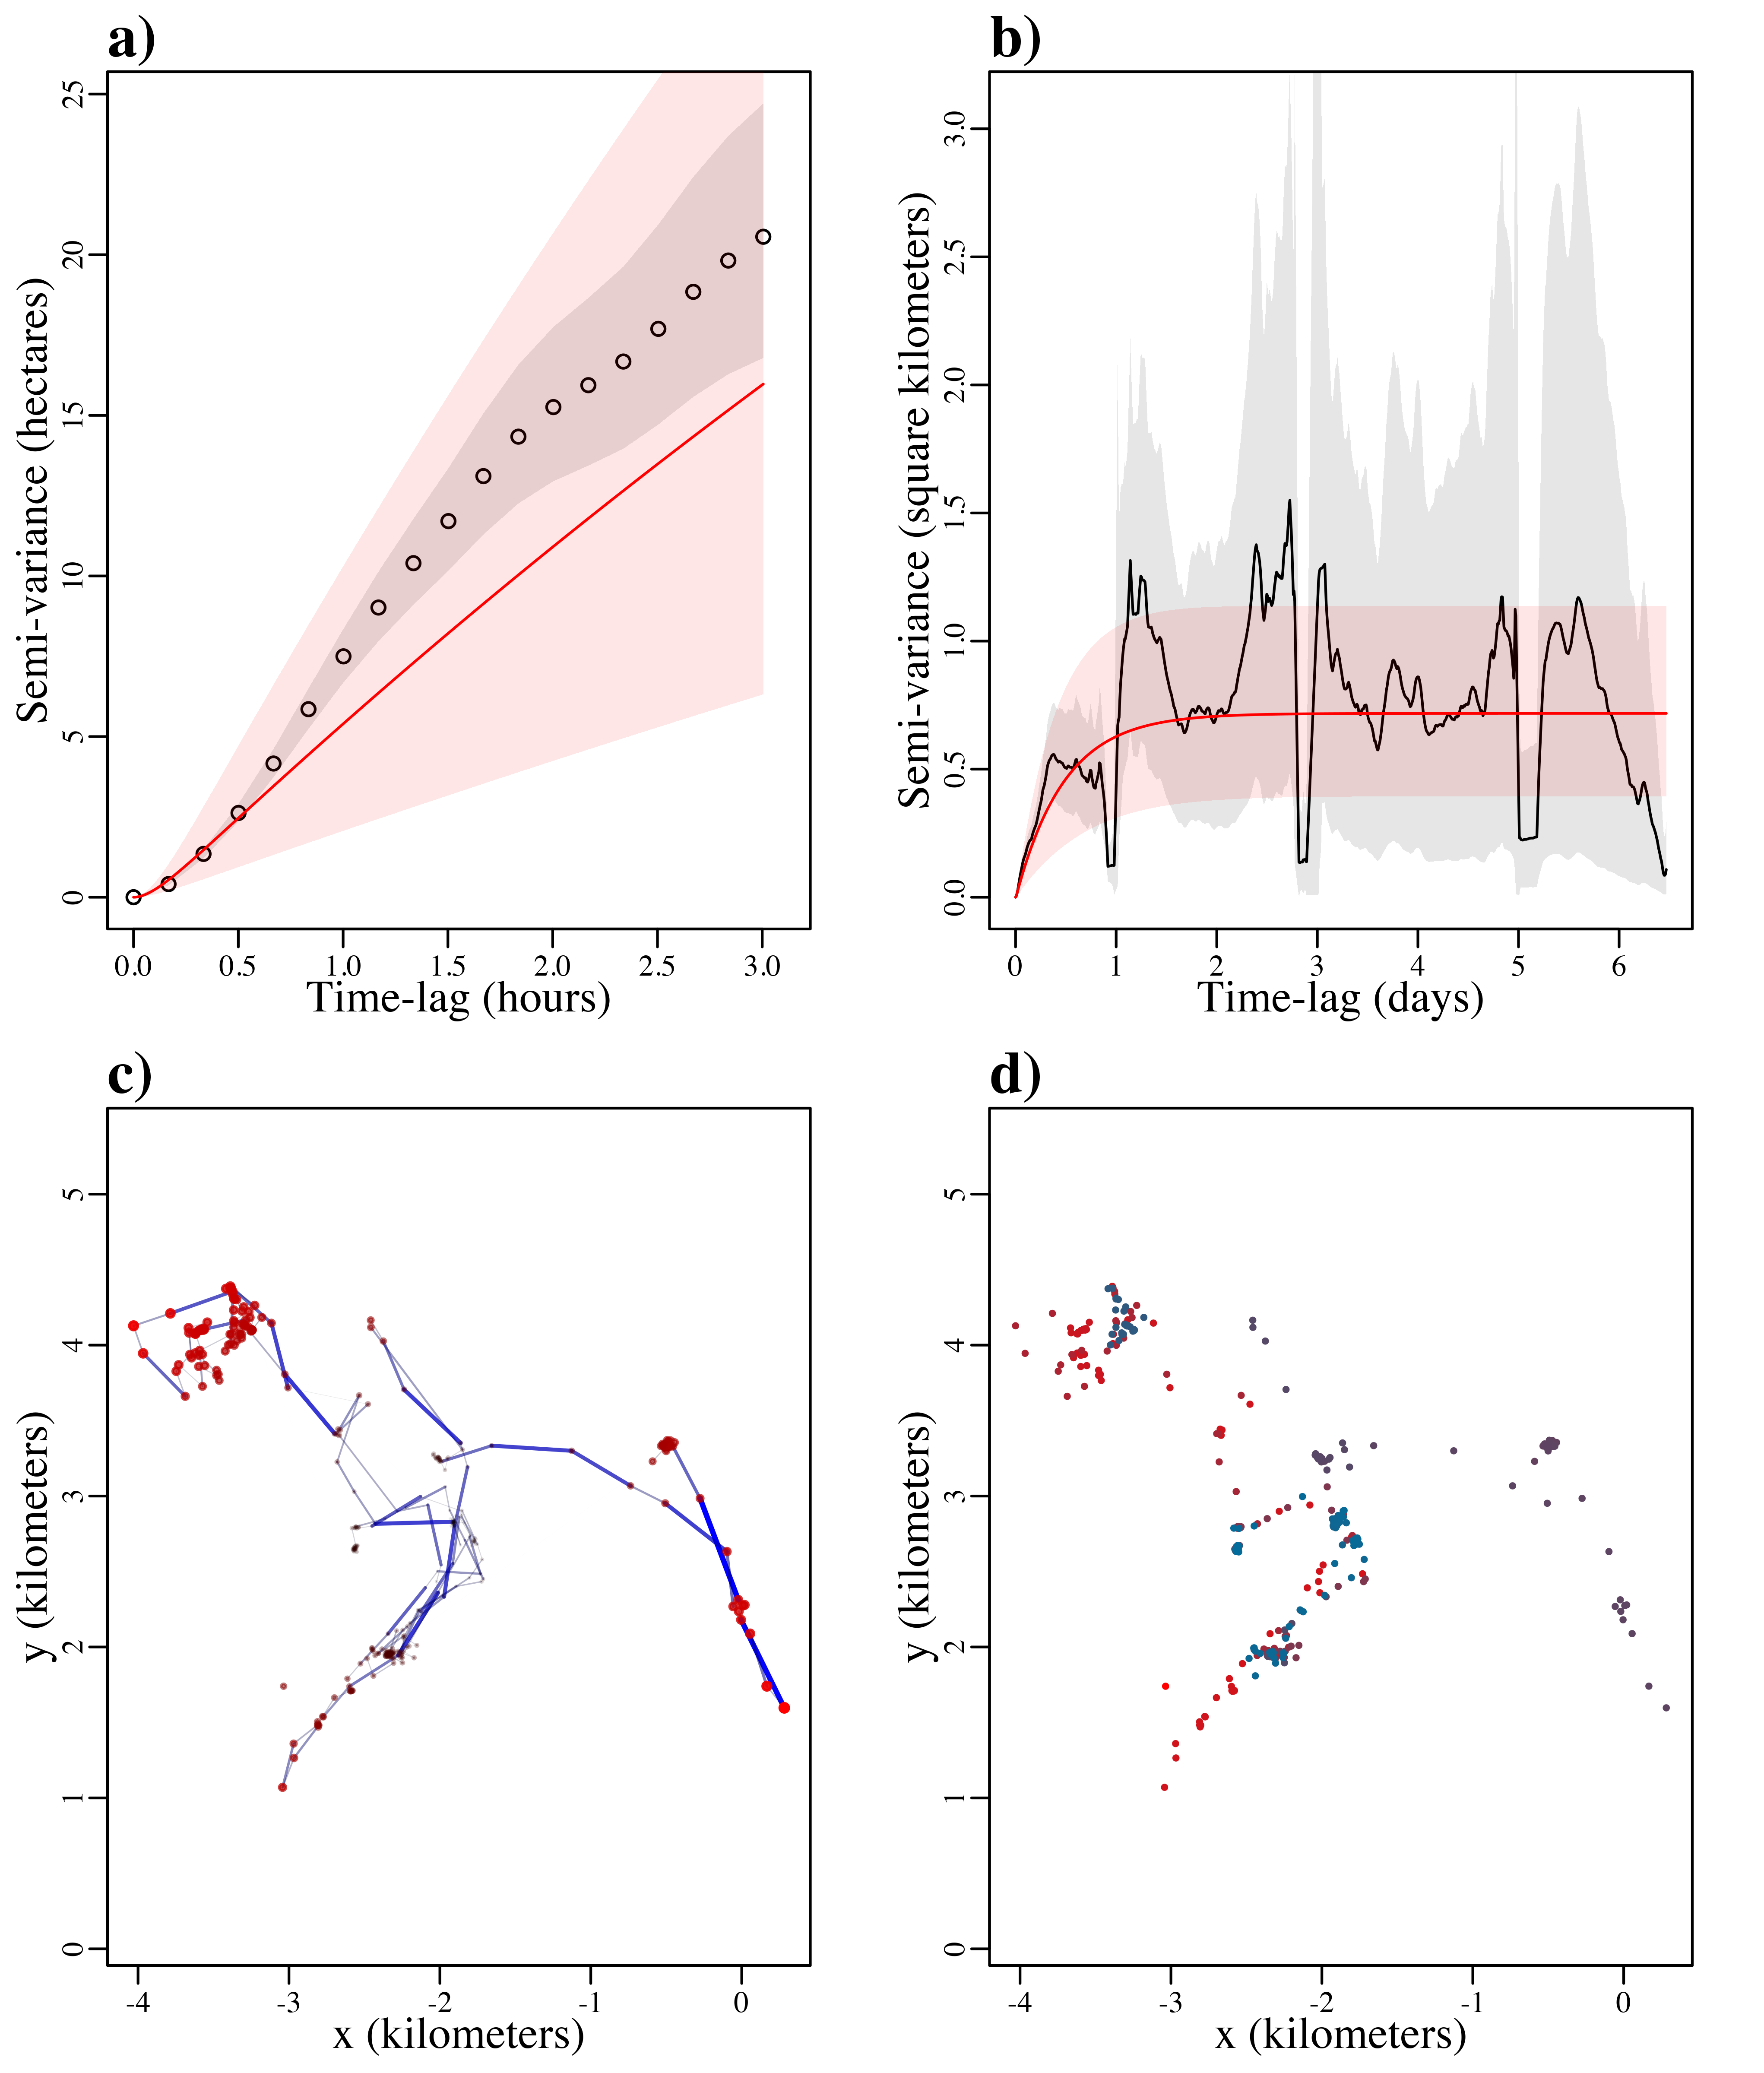 a)
Semi-variance (hectares)
25
20
15
10
5
0
0.0 0.5 1.0 1.5 2.0 2.5 3.0
Time-lag (hours)
b)
Semi-variance (square kilometers)
3.0
2.5
2.0
1.5
1.0
0.5
0.0
0 1 2 3 4 5 6
Time-lag (days)
c)
y (kilometers)
5
4
3
2
1
0
-4 -3 -2 -1 0
x (kilometers)
d)
y (kilometers)
5
4
3
2
1
0
-4 -3 -2 -1 0
x (kilometers)